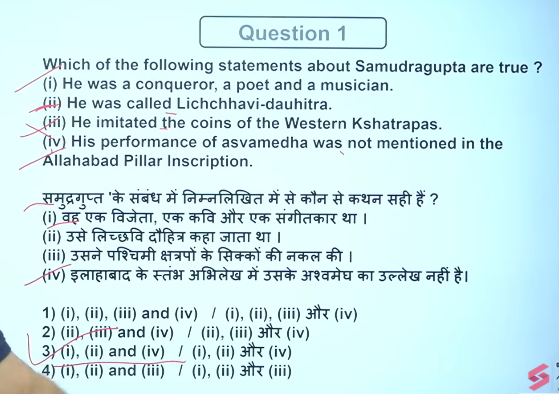 Question 1
Which of the following statements about Samudragupta are true ?
(i) He was a conqueror, a poet and a musician.
(ii) He was called Lichchhavi-dauhitra.
(iii) He imitated the coins of the Western Kshatrapas.
(iv) His performance of asvamedha was not mentioned in the
Allahabad Pillar Inscription.
समुद्रगुप्त 'के संबंध में निम्नलिखित में से कौन से कथन सही हैं ?
(i) वह एक विजेता, एक कवि और एक संगीतकार था ।
(ii) उसे लिच्छवि दौहित्र कहा जाता था ।
(iii) उसने पश्चिमी क्षत्रपों के सिक्कों की नकल की ।
(iv) इलाहाबाद के स्तंभ अभिलेख में उसके अश्वमेघ का उल्लेख नहीं है।
1) (i), (ii), (iii) and (iv) / (i), (ii), (iii) और (iv)
2) (ii), (iii) and (iv) / (ii), (iii) और (iv)
3) (i), (ii) and (iv) / (i), (ii) और (iv)
4) (i), (ii) and (iii) / (i), (ii) और (iii)